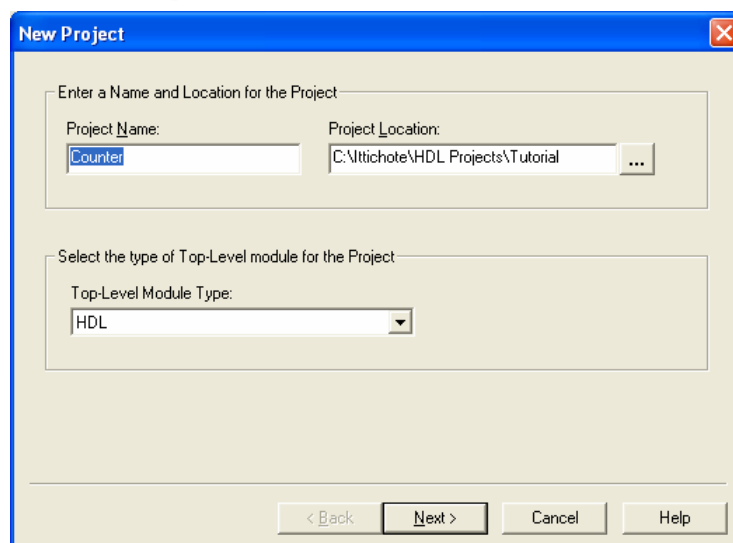 New Project
Enter a Name and Location for the Project
Project Name: Project Location:
Counter C:\Ittichote\HDL Projects\Tutorial ...
Select the type of Top-Level module for the Project
Top-Level Module Type:
HDL
< Back Next > Cancel Help